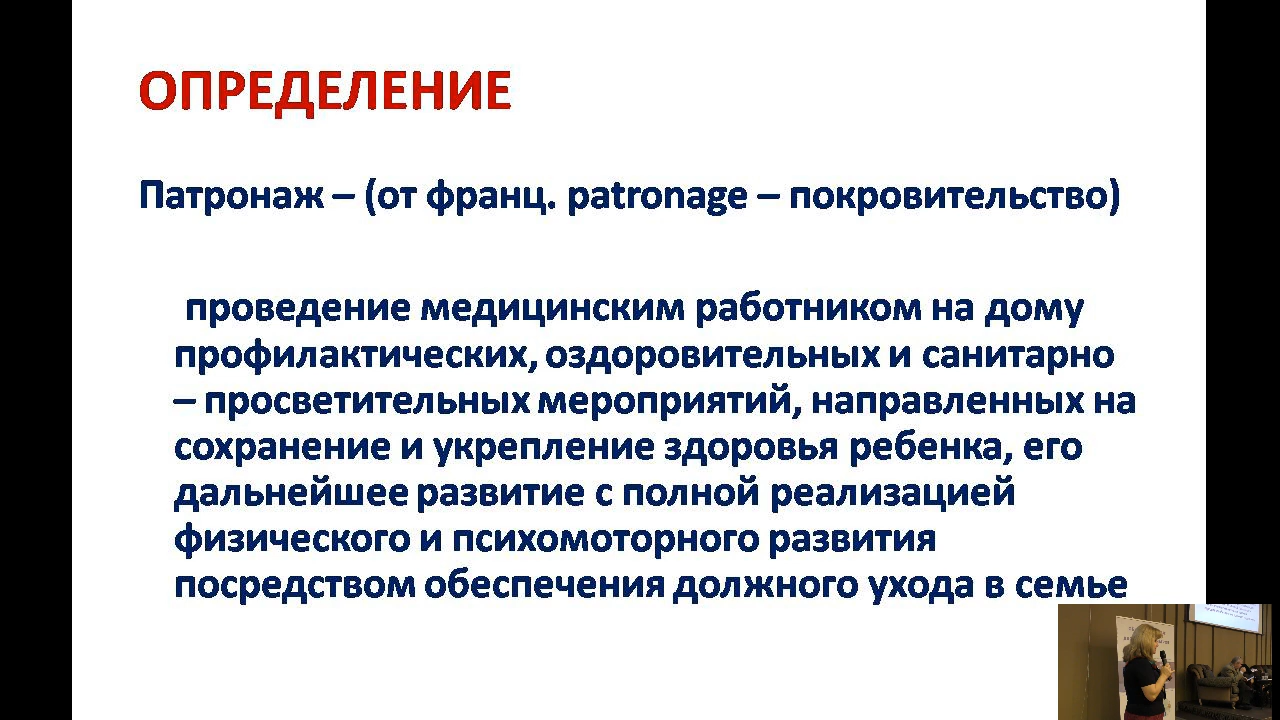 ОПРЕДЕЛЕНИЕ
Патронаж – (от франц. patronage – покровительство)
проведение медицинским работником на дому
профилактических, оздоровительных и санитарно
– просветительных мероприятий, направленных на
сохранение и укрепление здоровья ребенка, его
дальнейшее развитие с полной реализацией
физического и психомоторного развития
посредством обеспечения должного ухода в семье